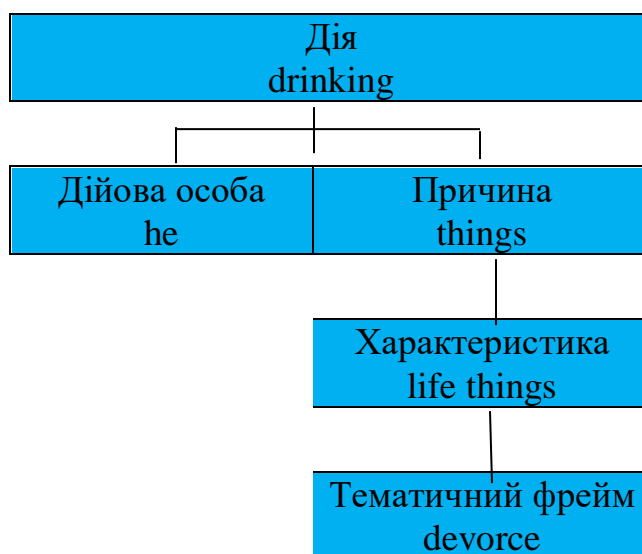 Дія
drinking
Дійова особа
he
Причина
things
Характеристика
life things
Тематичний фрейм
devorce